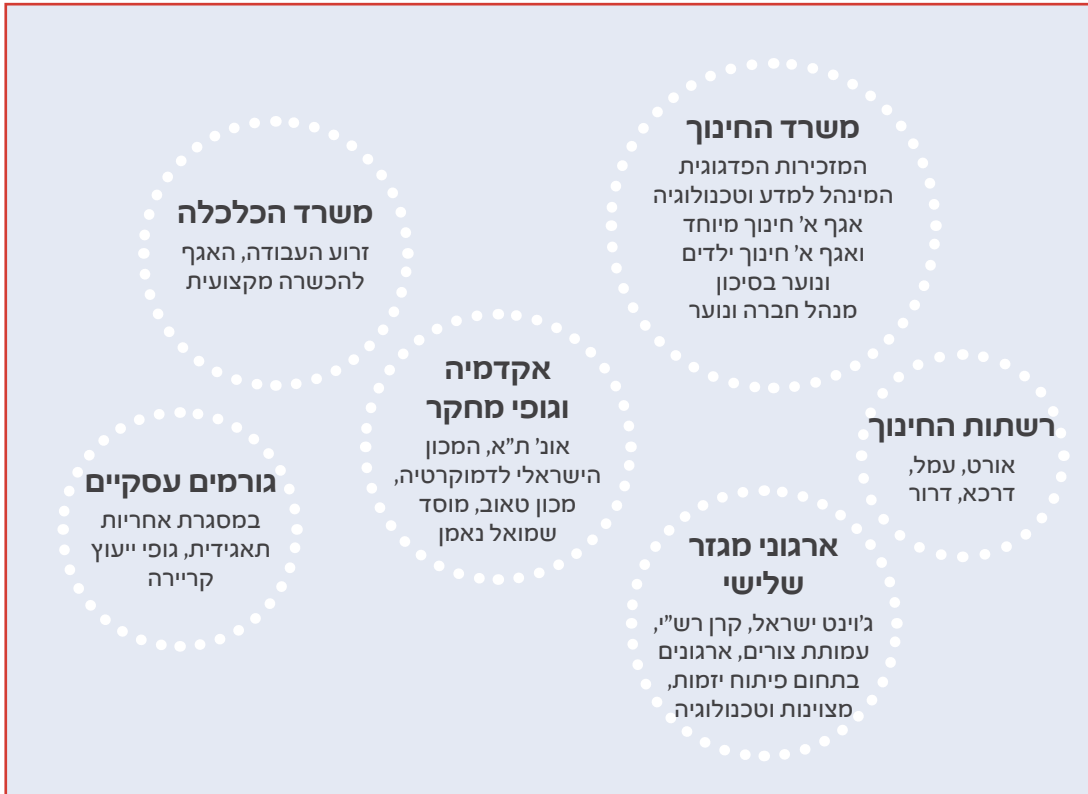 משרד החינוך
המזכירות הפדגוגית
המינהל למדע וטכנולוגיה
אגף א' חינוך מיוחד
ואגף א' חינוך ילדים
ונוער בסיכון
מנהל חברה ונוער
משרד הכלכלה
זרוע העבודה, האגף
להכשרה מקצועית
אקדמיה
וגופי מחקר
אונ' ת"א, המכון
הישראלי לדמוקרטיה,
מכון טאוב, מוסד
שמואל נאמן
רשתות החינוך
אורט, עמל,
דרכא, דרור
גורמים עסקיים
במסגרת אחריות
תאגידית, גופי ייעוץ
קריירה
ארגוני מגזר
שלישי
ג'וינט ישראל, קרן רש"י,
עמותת צורים, ארגונים
בתחום פיתוח יזמות,
מצוינות וטכנולוגיה